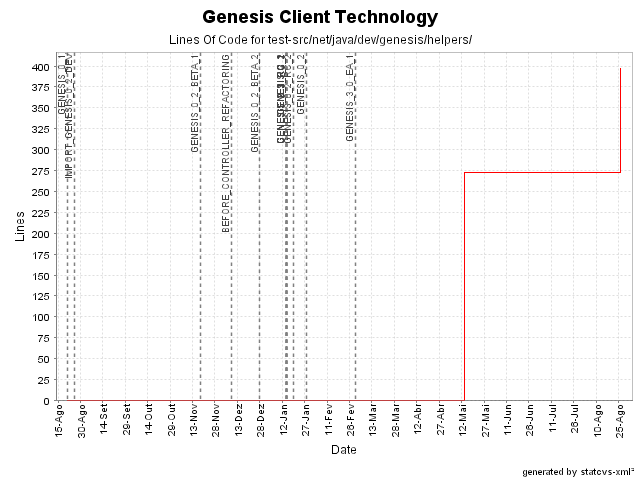 Genesis Client Technology
Lines Of Code for test-src/net/java/dev/genesis/helpers/
GENESIS_0_1
IMPORT_GENESIS_0_2_DEV
GENESIS_0_2_BETA_1
BEFORE_CONTROLLER_REFACTORING
GENESIS_0_2_BETA_2
GENESIS_0_2
GENESIS_3_0_EA_1
Lines
400
375
350
325
300
275
250
225
200
175
150
125
100
75
50
25
0
15-Ago
30-Ago
14-Set
29-Set
14-Out
29-Out
13-Nov
28-Nov
13-Dez
28-Dez
12-Jan
27-Jan
11-Fev
26-Fev
13-Mar
28-Mar
12-Abr
27-Abr
12-Mai
27-Mai
11-Jun
26-Jun
11-Jul
26-Jul
10-Ago
25-Ago
Date
generated by statcvs-xml²